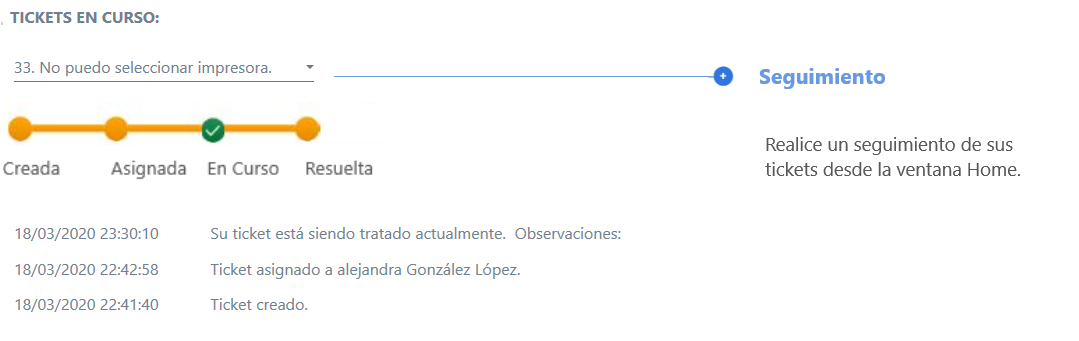 TICKETS EN CURSO:
33. No puedo seleccionar impresora.
Seguimiento
Creada Asignada En Curso Resuelta
Realice un seguimiento de sus
tickets desde la ventana Home.
18/03/2020 23:30:10 Su ticket está siendo tratado actualmente. Observaciones:
18/03/2020 22:42:58 Ticket asignado a alejandra González López.
18/03/2020 22:41:40 Ticket creado.